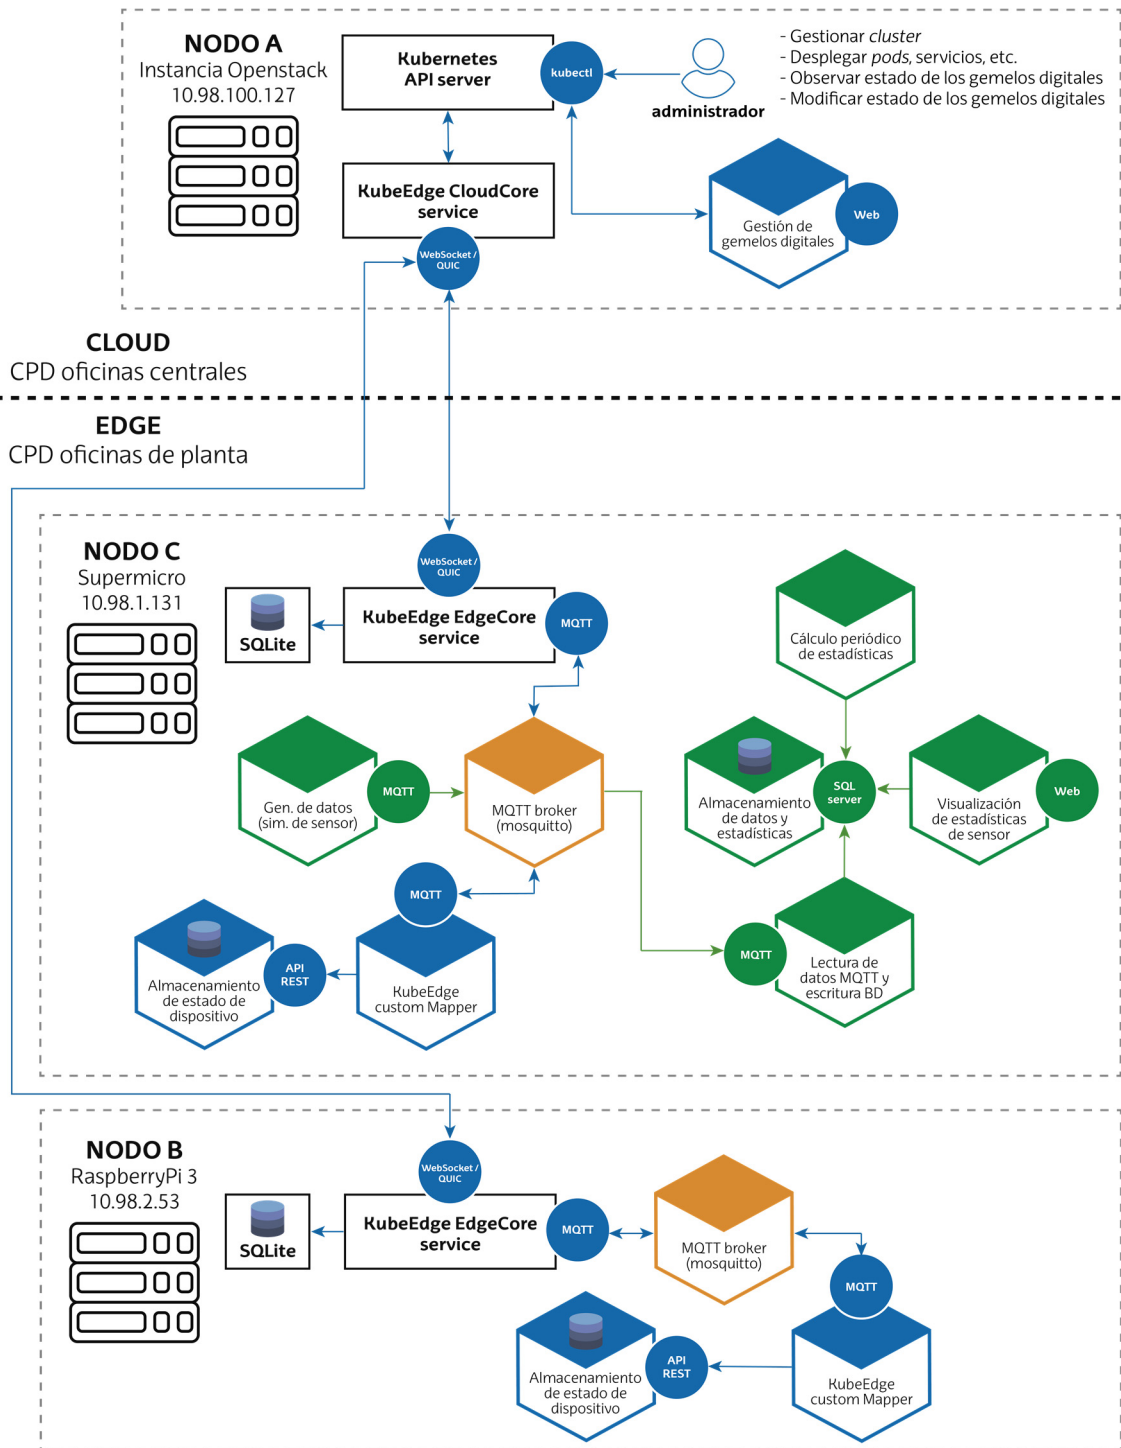 NODO A
Instancia Openstack
10.98.100.127
Kubernetes
API server
kubectl
administrador
- Gestionar cluster
- Desplegar pods, servicios, etc.
- Observar estado de los gemelos digitales
- Modificar estado de los gemelos digitales
KubeEdge CloudCore
service
WebSocket /
QUIC
Gestión de
gemelos digitales
Web
CLOUD
CPD oficinas centrales
EDGE
CPD oficinas de planta
NODO C
Supermicro
10.98.1.131
WebSocket /
QUIC
SQLite
KubeEdge EdgeCore
service
MQTT
Cálculo periódico
de estadísticas
Gen. de datos
(sim. de sensor)
MQTT
MQTT broker
(mosquitto)
Almacenamiento
de datos y
estadísticas
SQL
server
Visualización
de estadísticas
de sensor
Web
MQTT
Almacenamiento
de estado de
dispositivo
API
REST
KubeEdge
custom Mapper
MQTT
Lectura de
datos MQTT y
escritura BD
NODO B
RaspberryPi 3
10.98.2.53
WebSocket /
QUIC
SQLite
KubeEdge EdgeCore
service
MQTT
MQTT broker
(mosquitto)
MQTT
Almacenamiento
de estado de
dispositivo
API
REST
KubeEdge
custom Mapper